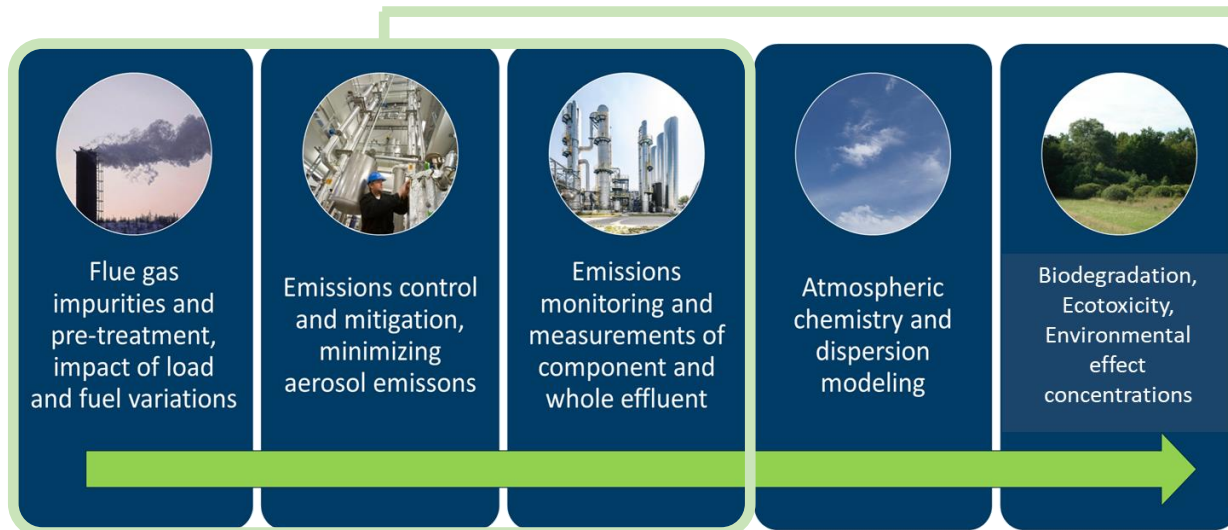 Flue gas
impurities and
pre-treatment,
impact of load
and fuel variations
Emissions control
and mitigation,
minimizing
aerosol emissons
Emissions
monitoring and
measurements of
component and
whole effluent
Atmospheric
chemistry and
dispersion
modeling
Biodegradation,
Ecotoxicity,
Environmental
effect
concentrations